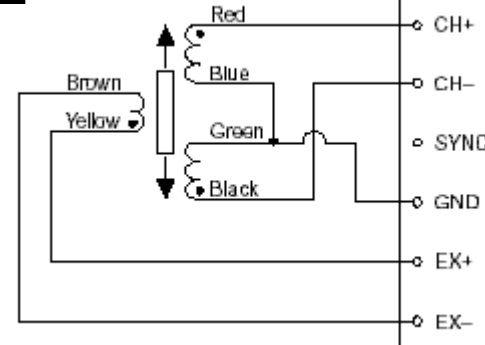 Red
CH+
Blue
CH–
Brown
Yellow
Green
SYNC
Black
GND
EX+
EX–